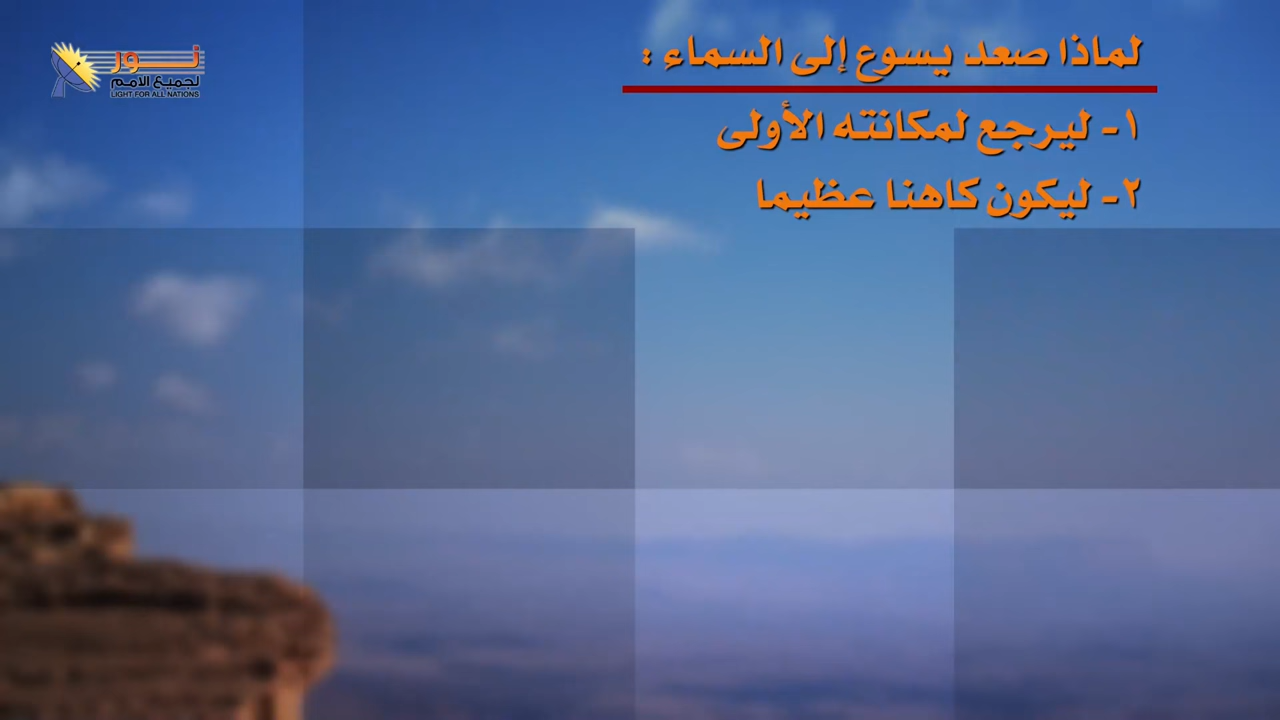 لماذا صعد يسوع إلى السماء :
١- ليرجع لمكانته الأولى
٢- ليكون كاهنا عظيما
نور
لجميع الامم
LIGHT FOR ALL NATIONS